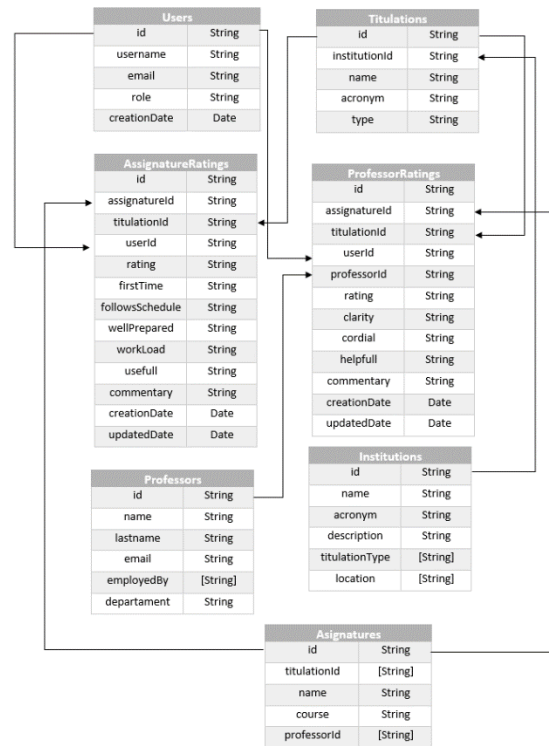 Users
id String
username String
email String
role String
creationDate Date
Titulations
id String
institutionId String
name String
acronym String
type String
AssignatureRatings
id String
assignatureId String
titulationId String
userId String
rating String
firstTime String
followsSchedule String
wellPrepared String
workLoad String
usefull String
commentary String
creationDate Date
updatedDate Date
ProfessorRatings
id String
assignatureId String
titulationId String
userId String
professorId String
rating String
clarity String
cordial String
helpfull String
commentary String
creationDate Date
updatedDate Date
Professors
id String
name String
lastname String
email String
employedBy [String]
departament String
Institutions
id String
name String
acronym String
description String
titulationType [String]
location [String]
Asignatures
id String
titulationId [String]
name String
course String
professorId [String]